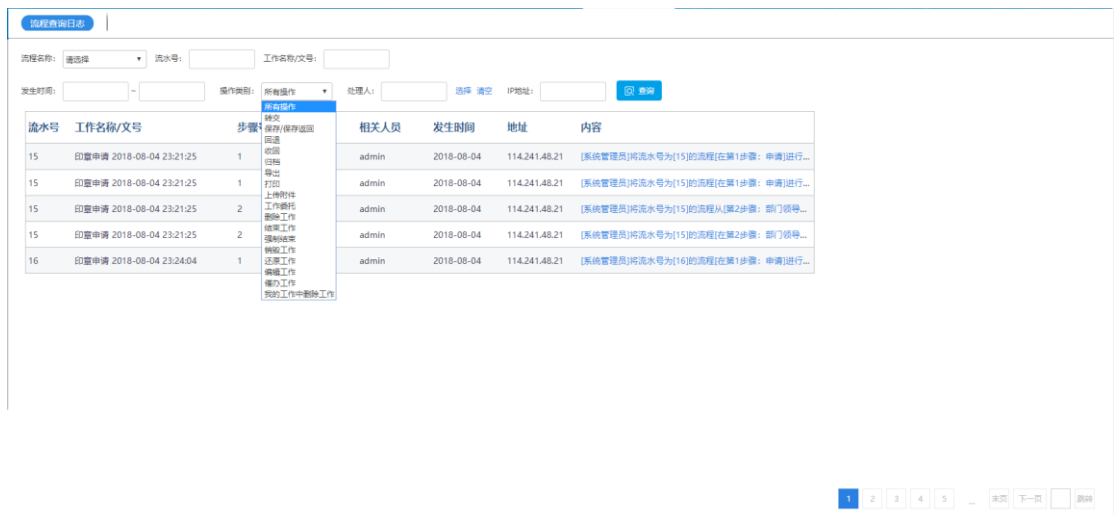 流程查询日志
流程名称： 请选择 流水号： 工作名称/文号：
发生时间： ~ 操作类别： 所有操作 处理人： 选择 清空 IP地址： 查询
所有操作
转交
保存/保存返回
回退
收回
归档
导出
打印
上传附件
工作委托
删除工作
结束工作
强制结束
销毁工作
还原工作
编辑工作
催办工作
我的工作中删除工作
流水号 工作名称/文号 步骤 相关人员 发生时间 地址 内容
15 印章申请 2018-08-04 23:21:25 1 admin 2018-08-04 114.241.48.21 [系统管理员]将流水号为[15]的流程[在第1步骤：申请]进行...
15 印章申请 2018-08-04 23:21:25 1 admin 2018-08-04 114.241.48.21 [系统管理员]将流水号为[15]的流程[在第1步骤：申请]进行...
15 印章申请 2018-08-04 23:21:25 2 admin 2018-08-04 114.241.48.21 [系统管理员]将流水号为[15]的流程从[第2步骤：部门领导...
15 印章申请 2018-08-04 23:21:25 2 admin 2018-08-04 114.241.48.21 [系统管理员]将流水号为[15]的流程[在第2步骤：部门领导...
16 印章申请 2018-08-04 23:24:04 1 admin 2018-08-04 114.241.48.21 [系统管理员]将流水号为[16]的流程[在第1步骤：申请]进行...
1 2 3 4 5 ... 末页 下一页 跳转